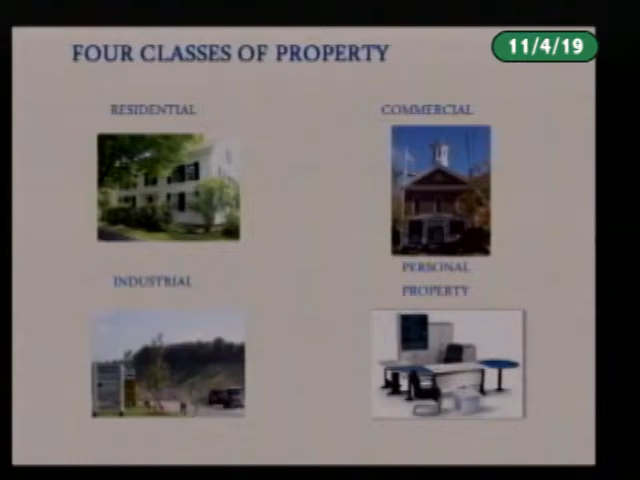 FOUR CLASSES OF PROPERTY
11/4/19
RESIDENTIAL
COMMERCIAL
INDUSTRIAL
PERSONAL
PROPERTY